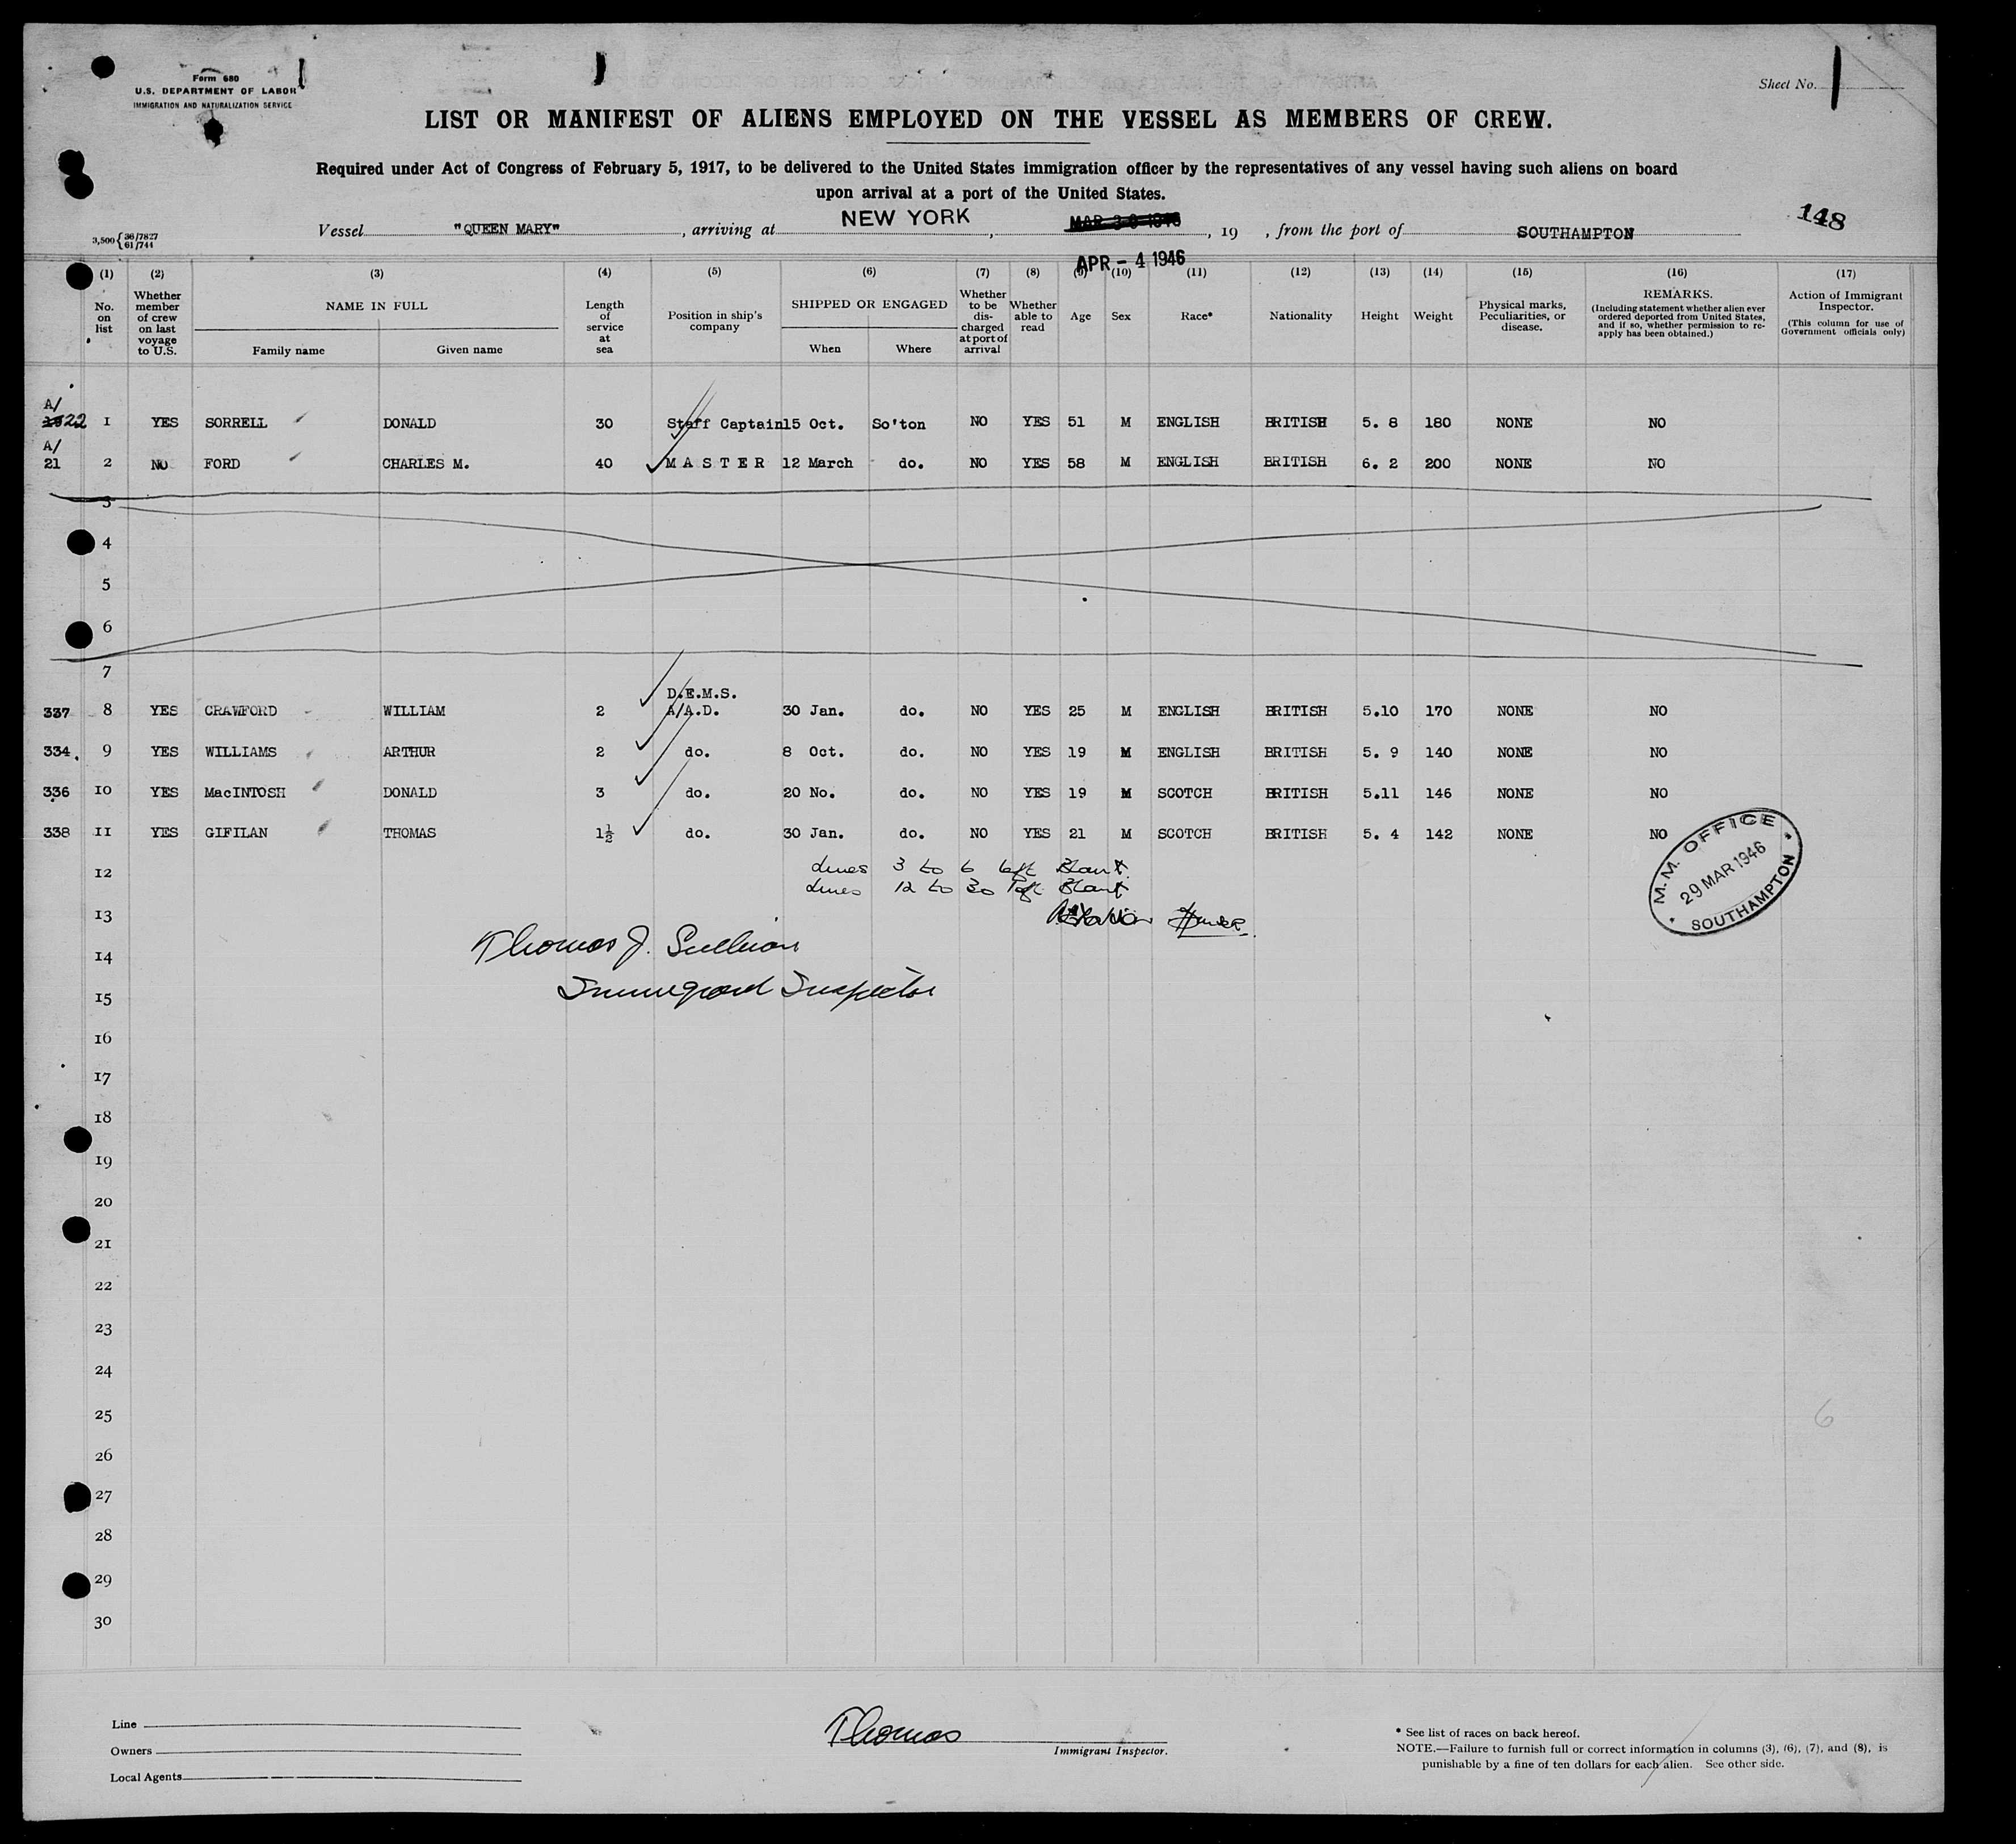 Form 680
U.S. DEPARTMENT OF LABOR
IMMIGRATION AND NATURALIZATION SERVICE
Sheet No. 1
LIST OR MANIFEST OF ALIENS EMPLOYED ON THE VESSEL AS MEMBERS OF CREW.
Required under Act of Congress of February 5, 1917, to be delivered to the United States immigration officer by the representatives of any vessel having such aliens on board
upon arrival at a port of the United States.
148
3,500 { 36/7827 61/744
Vessel "QUEEN MARY", arriving at NEW YORK, MAR 30 1946, 19 , from the port of SOUTHAMPTON
APR - 4 1946
(1) (2) (3) (4) (5) (6) (7) (8) (9) (10) (11) (12) (13) (14) (15) (16) (17)
No. on list
Whether member of crew on last voyage to U.S.
NAME IN FULL
Family name Given name
Length of service at sea
Position in ship's company
SHIPPED OR ENGAGED
When Where
Whether to be discharged at port of arrival
Whether able to read
Age
Sex
Race*
Nationality
Height
Weight
Physical marks, Peculiarities, or disease.
REMARKS.
(Including statement whether alien ever ordered deported from United States, and if so, whether permission to reapply has been obtained.)
Action of Immigrant Inspector.
(This column for use of Government officials only)
A/
22 1 YES SORRELL DONALD 30 Staff Captain 15 Oct. So'ton NO YES 51 M ENGLISH BRITISH 5. 8 180 NONE NO
A/
21 2 NO FORD CHARLES M. 40 MASTER 12 March do. NO YES 58 M ENGLISH BRITISH 6. 2 200 NONE NO
3
4
5
6
7
D.E.M.S.
337 8 YES CRAWFORD WILLIAM 2 A/A.D. 30 Jan. do. NO YES 25 M ENGLISH BRITISH 5.10 170 NONE NO
334. 9 YES WILLIAMS ARTHUR 2 do. 8 Oct. do. NO YES 19 M ENGLISH BRITISH 5. 9 140 NONE NO
336 10 YES MacINTOSH DONALD 3 do. 20 No. do. NO YES 19 M SCOTCH BRITISH 5.11 146 NONE NO
338 11 YES GIFILAN THOMAS 1½ do. 30 Jan. do. NO YES 21 M SCOTCH BRITISH 5. 4 142 NONE NO
M.M. OFFICE
29 MAR 1946
SOUTHAMPTON
12 Lines 3 to 6 left Blank
Lines 12 to 30 left Blank
13
14 Thomas J. Sullivan
15 Immigrant Inspector
16
17
18
19
20
21
22
23
24
25 6
26
27
28
29
30
Line
Owners
Local Agents
Thomas
Immigrant Inspector.
* See list of races on back hereof.
NOTE.—Failure to furnish full or correct information in columns (3), (6), (7), and (8), is
punishable by a fine of ten dollars for each alien. See other side.